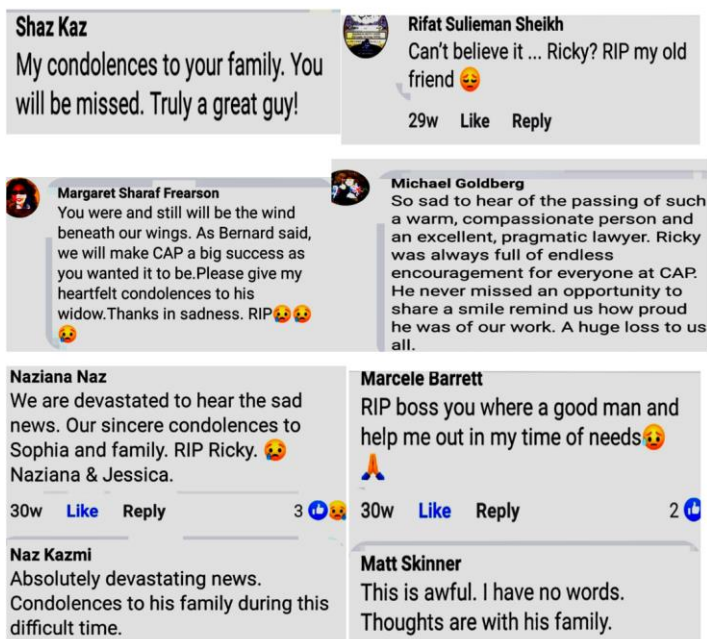 Shaz Kaz
My condolences to your family. You
will be missed. Truly a great guy!
Rifat Sulieman Sheikh
Can't believe it ... Ricky? RIP my old
friend 😔
29w Like Reply
Margaret Sharaf Frearson
You were and still will be the wind
beneath our wings. As Bernard said,
we will make CAP a big success as
you wanted it to be.Please give my
heartfelt condolences to his
widow.Thanks in sadness. RIP😥😥
😥
Michael Goldberg
So sad to hear of the passing of such
a warm, compassionate person and
an excellent, pragmatic lawyer. Ricky
was always full of endless
encouragement for everyone at CAP.
He never missed an opportunity to
share a smile remind us how proud
he was of our work. A huge loss to us
all.
Naziana Naz
We are devastated to hear the sad
news. Our sincere condolences to
Sophia and family. RIP Ricky. 😥
Naziana & Jessica.
30w Like Reply 3
Marcele Barrett
RIP boss you where a good man and
help me out in my time of needs😥
🙏
30w Like Reply 2
Naz Kazmi
Absolutely devastating news.
Condolences to his family during this
difficult time.
Matt Skinner
This is awful. I have no words.
Thoughts are with his family.